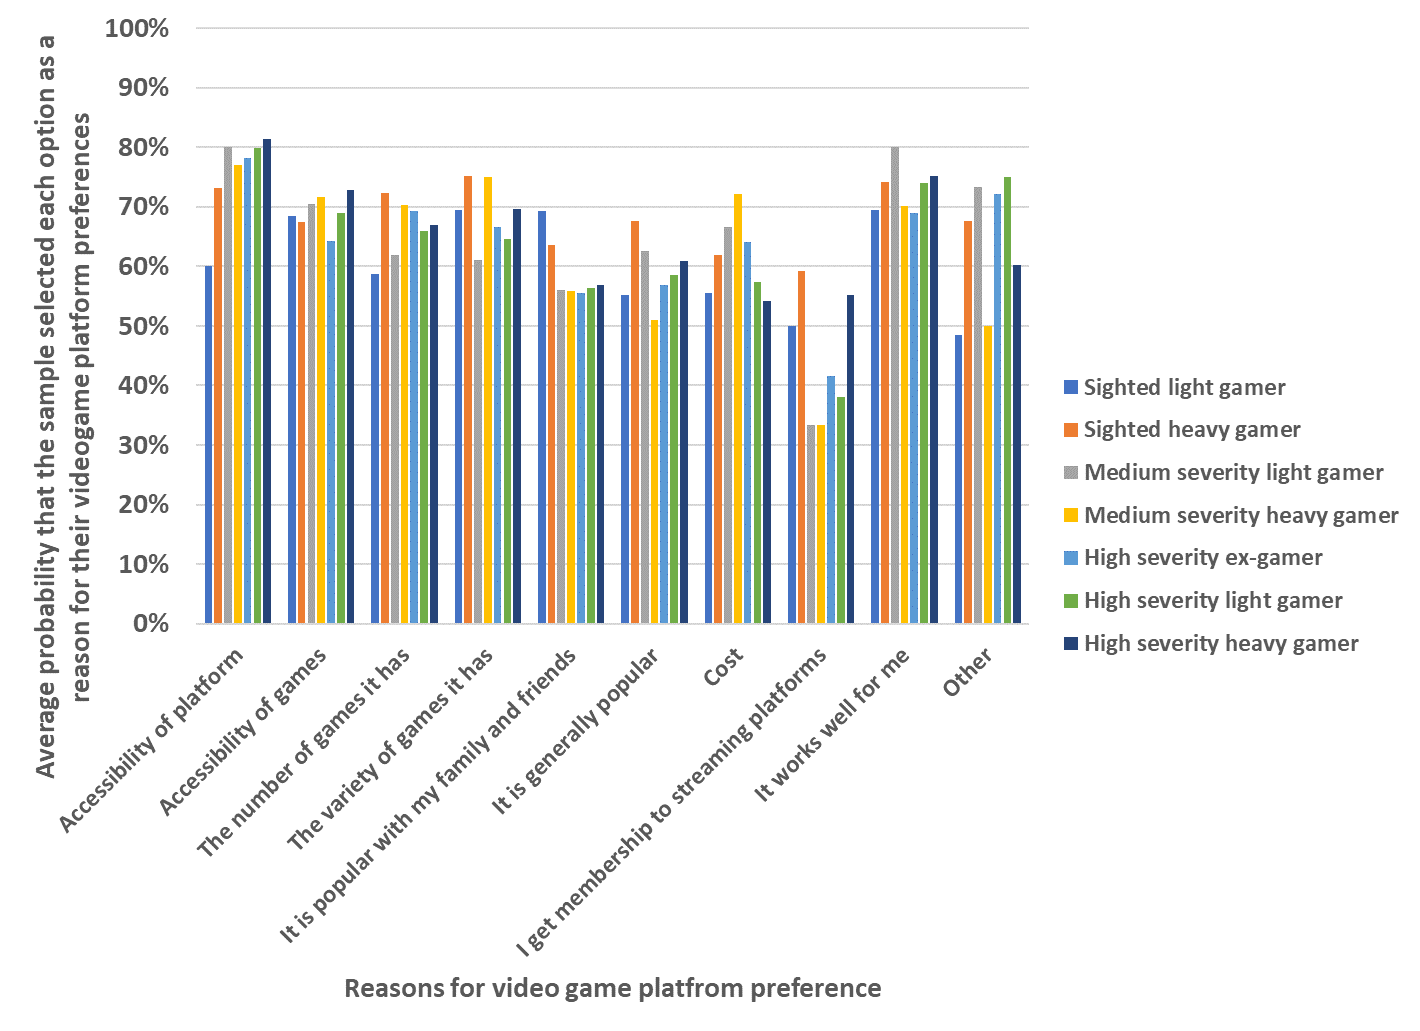 Average probability that the sample selected each option as a
reason for their videogame platform preferences
100%
90%
80%
70%
60%
50%
40%
30%
20%
10%
0%
Accessibility of platform
Accessibility of games
The number of games it has
The variety of games it has
It is popular with my family and friends
It is generally popular
Cost
I get membership to streaming platforms
It works well for me
Other
Reasons for video game platfrom preference
Sighted light gamer
Sighted heavy gamer
Medium severity light gamer
Medium severity heavy gamer
High severity ex-gamer
High severity light gamer
High severity heavy gamer